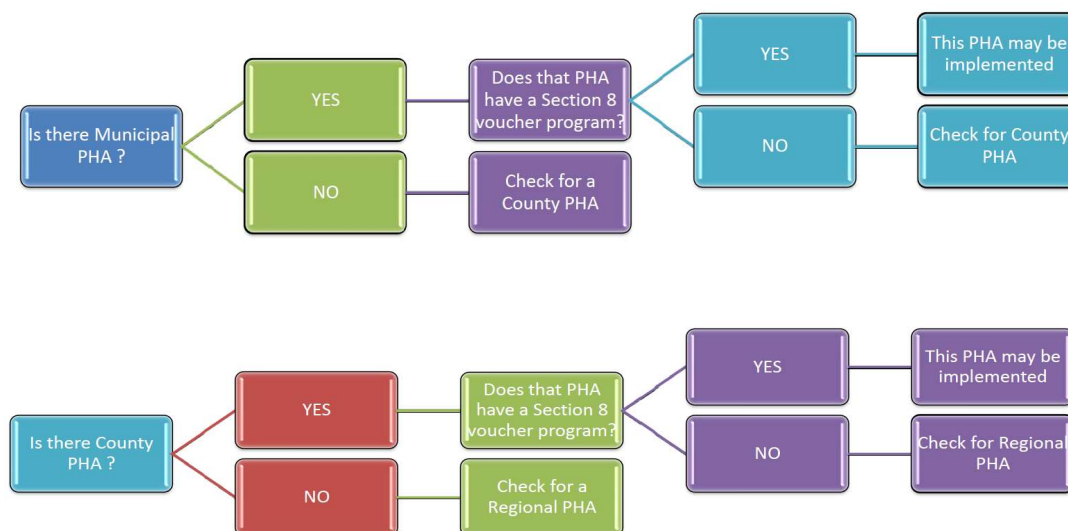 Is there Municipal
PHA ?
YES
NO
Does that PHA
have a Section 8
voucher program?
Check for a
County PHA
YES
NO
This PHA may be
implemented
Check for County
PHA
Is there County
PHA ?
YES
NO
Does that PHA
have a Section 8
voucher program?
Check for a
Regional PHA
YES
NO
This PHA may be
implemented
Check for Regional
PHA